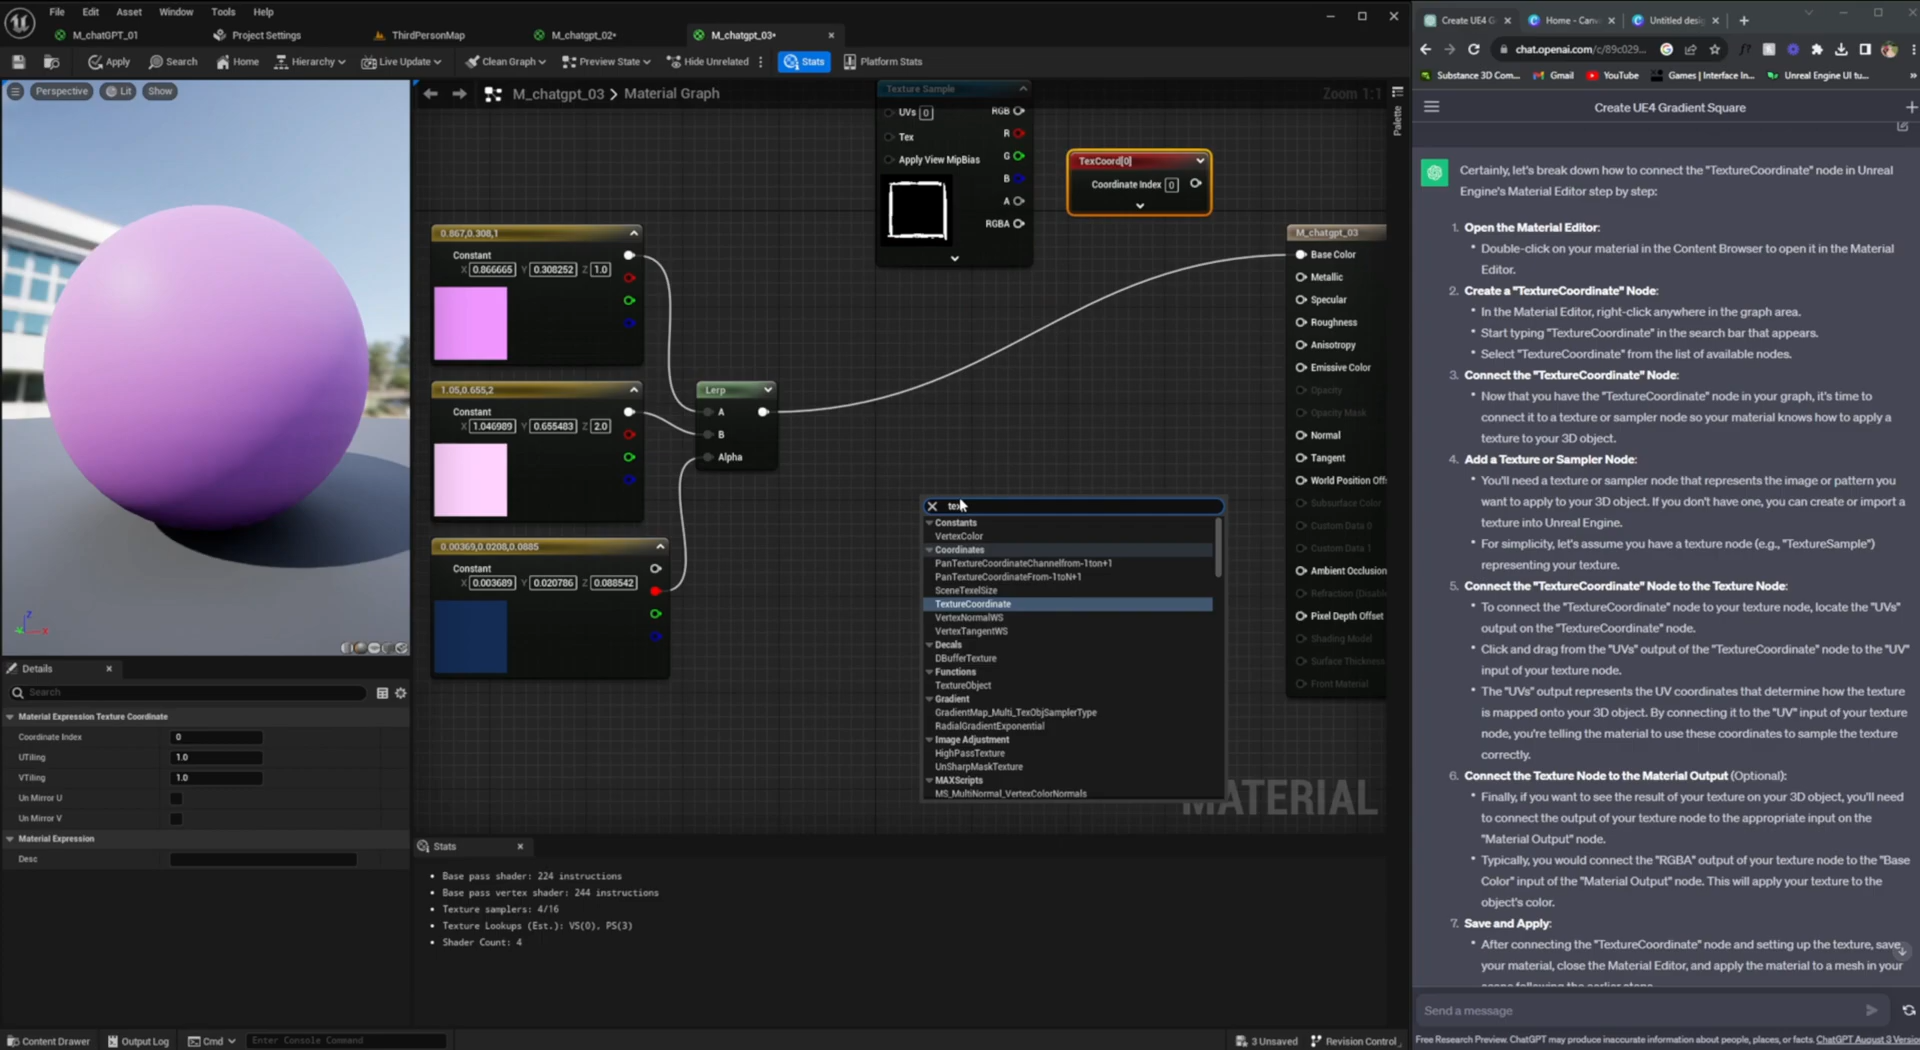 File Edit Asset Window Tools Help
M_chatGPT_01 Project Settings ThirdPersonMap M_chatgpt_02* M_chatgpt_03*
Apply Search Home Hierarchy Live Update Clean Graph Preview State Hide Unrelated Stats Platform Stats
Perspective Lit Show
M_chatgpt_03 Material Graph Zoom 1:1
Palette
Texture Sample
UVs 0 RGB
R
Tex
G
Apply View MipBias
B
A
RGBA
TexCoord[0]
Coordinate Index 0
0.867,0.308,1
Constant
X 0.866665 Y 0.308252 Z 1.0
1.05,0.655,2
Constant
X 1.046989 Y 0.655483 Z 2.0
0.00369,0.0208,0.0885
Constant
X 0.003689 Y 0.020786 Z 0.088542
Lerp
A
B
Alpha
M_chatgpt_03
Base Color
Metallic
Specular
Roughness
Anisotropy
Emissive Color
Opacity
Opacity Mask
Normal
Tangent
World Position Off
Subsurface Color
Custom Data 0
Custom Data 1
Ambient Occlusion
Refraction (Disab
Pixel Depth Offset
Shading Model
Surface Thickness
Front Material
Constants
VertexColor
Coordinates
PanTextureCoordinateChannelfrom-1ton+1
PanTextureCoordinateFrom-1toN+1
SceneTexelSize
TextureCoordinate
VertexNormalWS
VertexTangentWS
Decals
DBufferTexture
Functions
TextureObject
Gradient
GradientMap_Multi_TexObjSamplerType
RadialGradientExponential
Image Adjustment
HighPassTexture
UnSharpMaskTexture
MAXScripts
MS_MultiNormal_VertexColorNormals
MATERIAL
Z
X
Details
Search
Material Expression Texture Coordinate
Coordinate Index 0
UTiling 1.0
VTiling 1.0
Un Mirror U
Un Mirror V
Material Expression
Desc
Stats
Base pass shader: 224 instructions
Base pass vertex shader: 244 instructions
Texture samplers: 4/16
Texture Lookups (Est.): VS(0), PS(3)
Shader Count: 4
Content Drawer Output Log Cmd Enter Console Command 3 Unsaved Revision Control
Create UE4 G Home - Can Untitled desi
chat.openai.com/c/89c029...
Substance 3D Com... Gmail YouTube Games | Interface In... Unreal Engine UI tu...
Create UE4 Gradient Square
Certainly, let's break down how to connect the "TextureCoordinate" node in Unreal
Engine's Material Editor step by step:
1. Open the Material Editor:
• Double-click on your material in the Content Browser to open it in the Material
Editor.
2. Create a "TextureCoordinate" Node:
• In the Material Editor, right-click anywhere in the graph area.
• Start typing "TextureCoordinate" in the search bar that appears.
• Select "TextureCoordinate" from the list of available nodes.
3. Connect the "TextureCoordinate" Node:
• Now that you have the "TextureCoordinate" node in your graph, it's time to
connect it to a texture or sampler node so your material knows how to apply a
texture to your 3D object.
4. Add a Texture or Sampler Node:
• You'll need a texture or sampler node that represents the image or pattern you
want to apply to your 3D object. If you don't have one, you can create or import a
texture into Unreal Engine.
• For simplicity, let's assume you have a texture node (e.g., "TextureSample")
representing your texture.
5. Connect the "TextureCoordinate" Node to the Texture Node:
• To connect the "TextureCoordinate" node to your texture node, locate the "UVs"
output on the "TextureCoordinate" node.
• Click and drag from the "UVs" output of the "TextureCoordinate" node to the "UV"
input of your texture node.
• The "UVs" output represents the UV coordinates that determine how the texture
is mapped onto your 3D object. By connecting it to the "UV" input of your texture
node, you're telling the material to use these coordinates to sample the texture
correctly.
6. Connect the Texture Node to the Material Output (Optional):
• Finally, if you want to see the result of your texture on your 3D object, you'll need
to connect the output of your texture node to the appropriate input on the
"Material Output" node.
• Typically, you would connect the "RGBA" output of your texture node to the "Base
Color" input of the "Material Output" node. This will apply your texture to the
object's color.
7. Save and Apply:
• After connecting the "TextureCoordinate" node and setting up the texture, save
your material, close the Material Editor, and apply the material to a mesh in your
Send a message
Free Research Preview. ChatGPT may produce inaccurate information about people, places, or facts. ChatGPT August 3 Versio